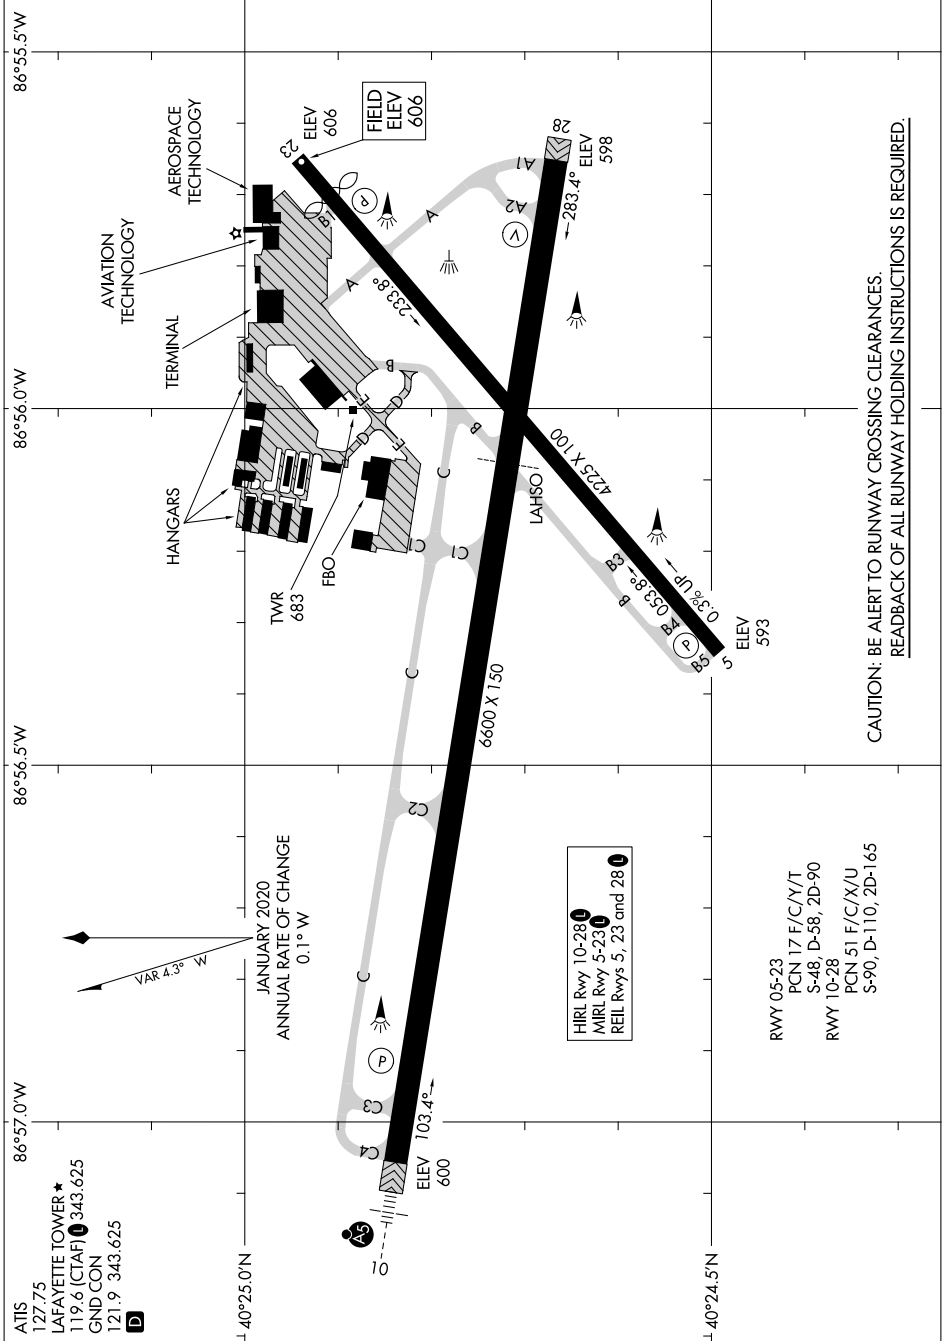 ATIS
127.75
LAFAYETTE TOWER ★
119.6 (CTAF) L 343.625
GND CON
121.9 343.625
D
86°57.0'W
86°56.5'W
86°56.0'W
86°55.5'W
40°25.0'N
40°24.5'N
VAR 4.3° W
JANUARY 2020
ANNUAL RATE OF CHANGE
0.1° W
HANGARS
TERMINAL
AVIATION
TECHNOLOGY
AEROSPACE
TECHNOLOGY
TWR
683
FBO
23
ELEV
606
FIELD
ELEV
606
B1
P
A
A
A1
A2
V
28
ELEV
598
283.4°
233.8°
B
B
D
D
E
E
C
C1
C1
C
C2
C
C3
C4
P
A5
10
103.4°
ELEV
600
6600 X 150
LAHSO
4225 X 100
B3
B
B4
B5
P
053.8°
0.3% UP
5
ELEV
593
HIRL Rwy 10-28 L
MIRL Rwy 5-23 L
REIL Rwys 5, 23 and 28 L
RWY 05-23
PCN 17 F/C/Y/T
S-48, D-58, 2D-90
RWY 10-28
PCN 51 F/C/X/U
S-90, D-110, 2D-165
CAUTION: BE ALERT TO RUNWAY CROSSING CLEARANCES.
READBACK OF ALL RUNWAY HOLDING INSTRUCTIONS IS REQUIRED.